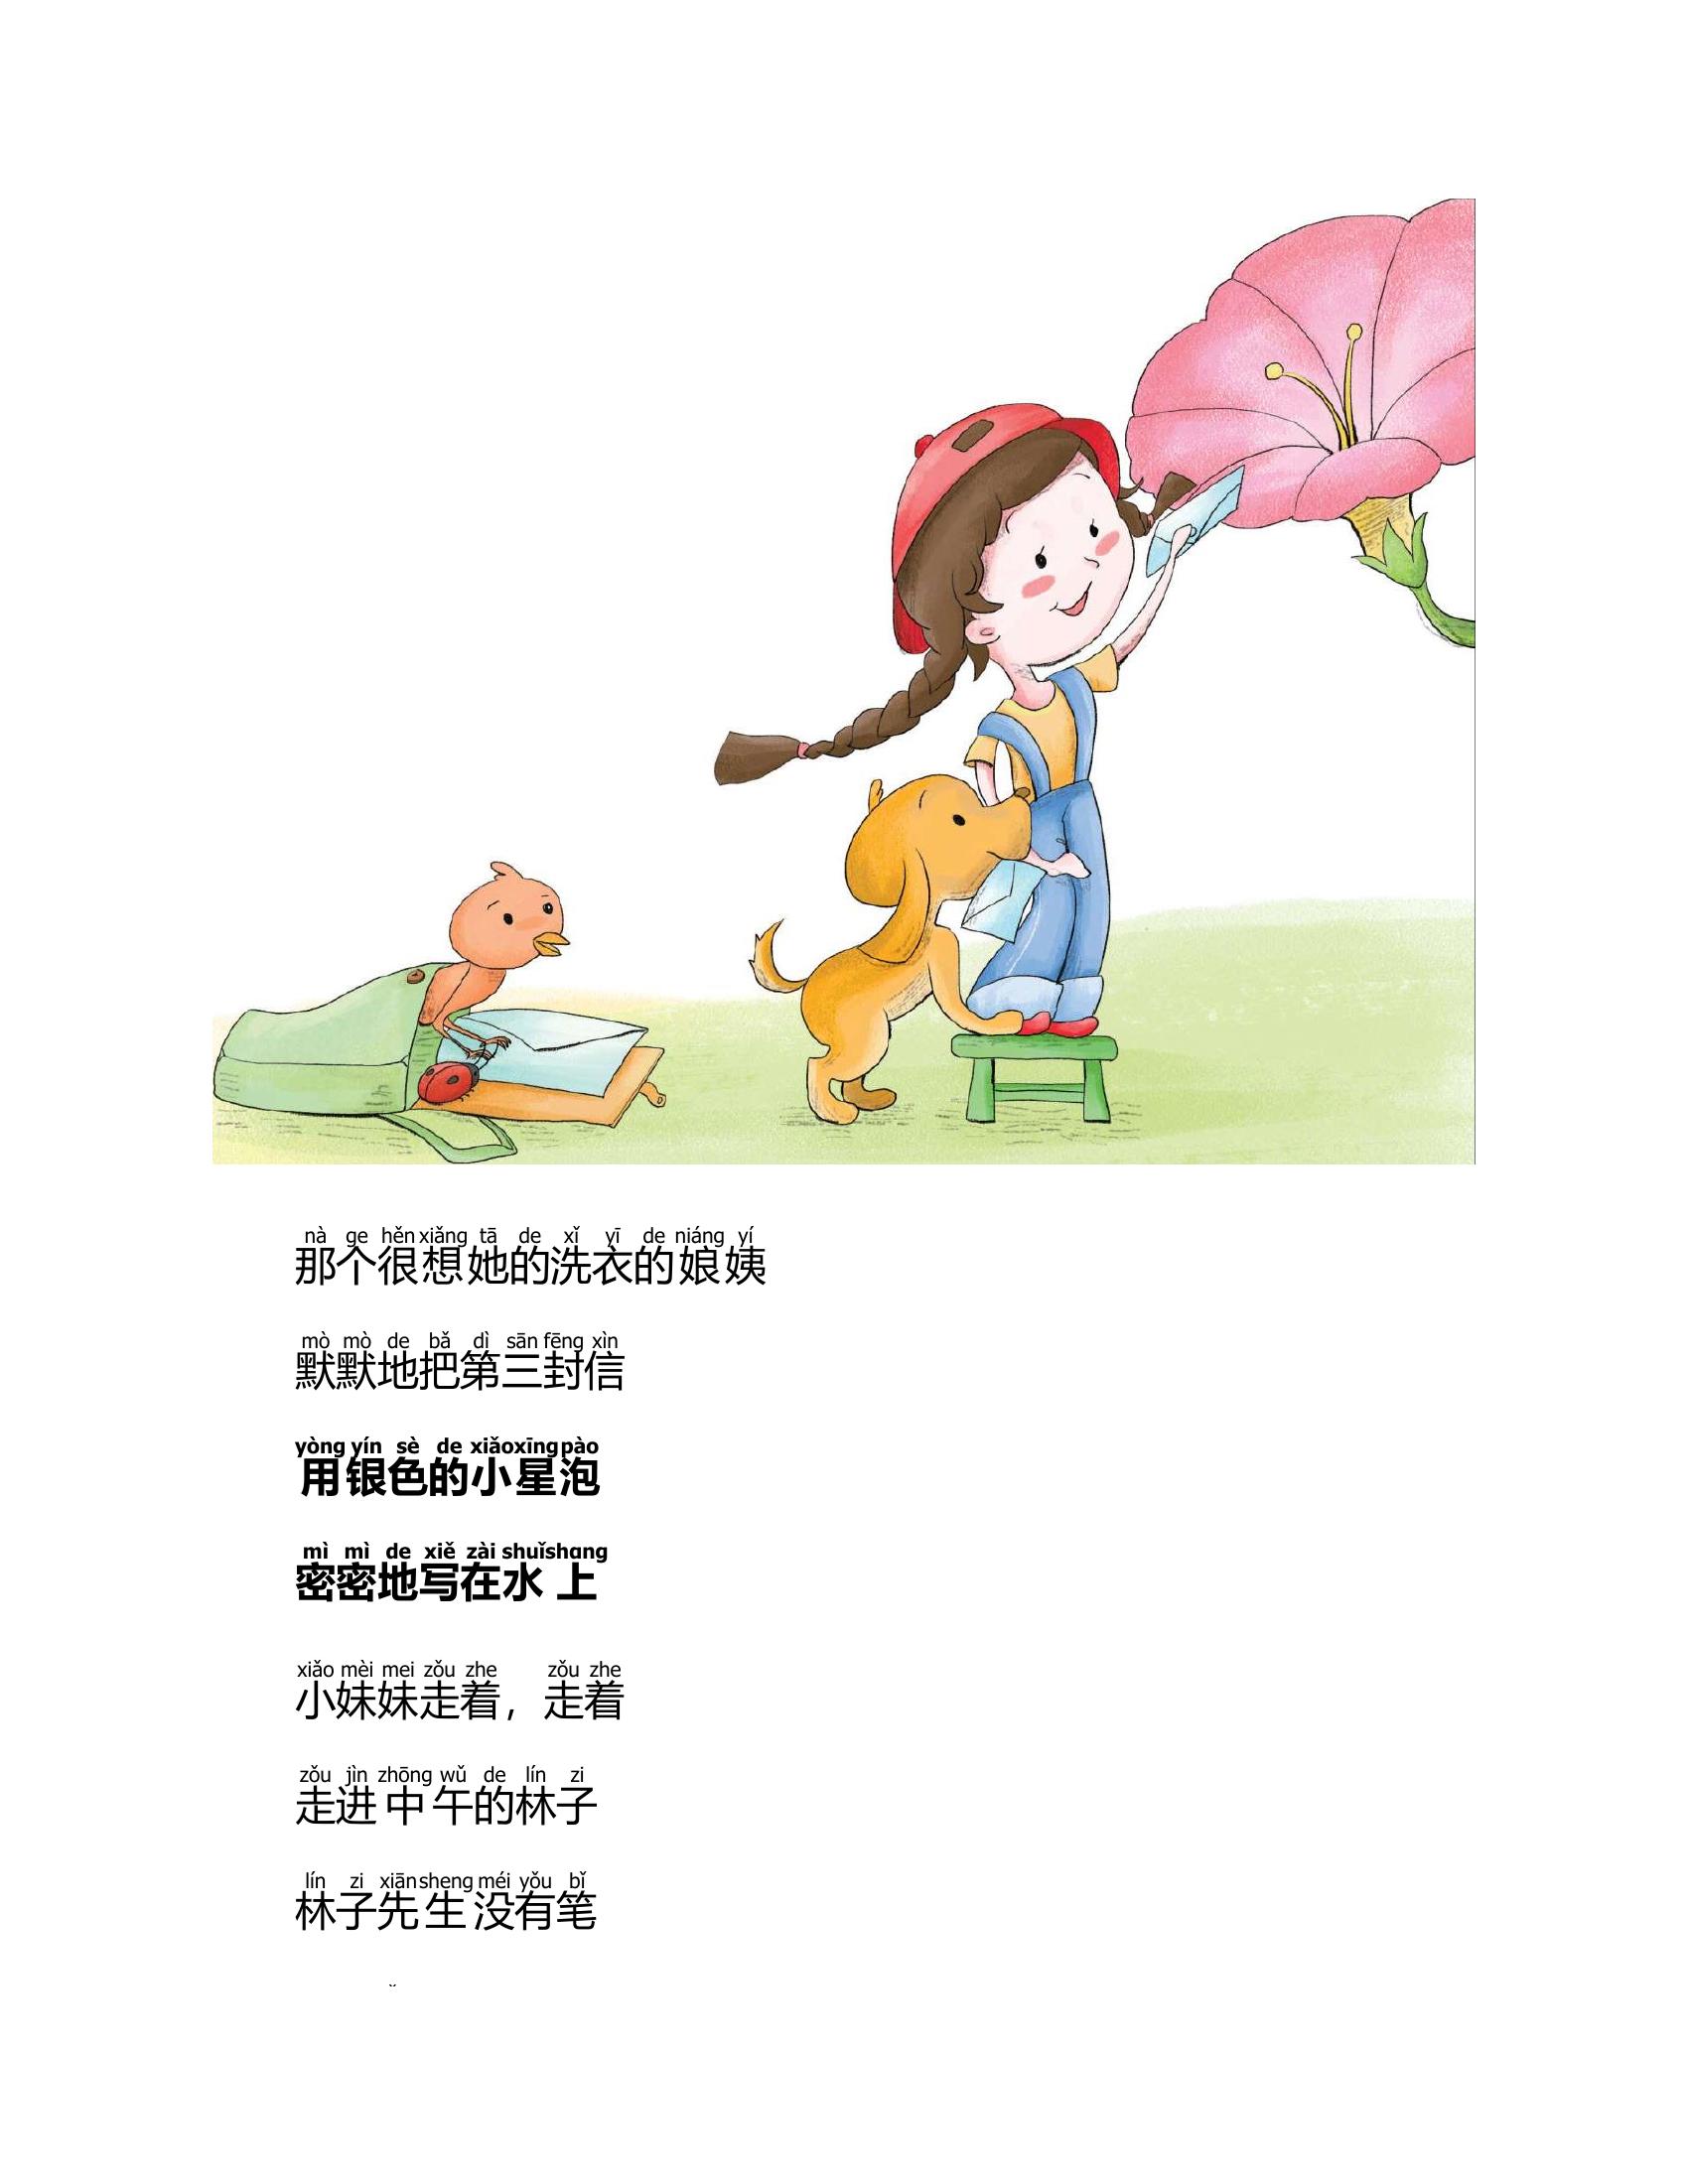 nà ge hěn xiǎng tā de xǐ yī de niáng yí
那个很想她的洗衣的娘姨
mò mò de bǎ dì sān fēng xìn
默默地把第三封信
yòng yín sè de xiǎo xīng pào
用银色的小星泡
mì mì de xiě zài shuǐ shang
密密地写在水上
xiǎo mèi mei zǒu zhe zǒu zhe
小妹妹走着，走着
zǒu jìn zhōng wǔ de lín zi
走进中午的林子
lín zi xiān sheng méi yǒu bǐ
林子先生没有笔